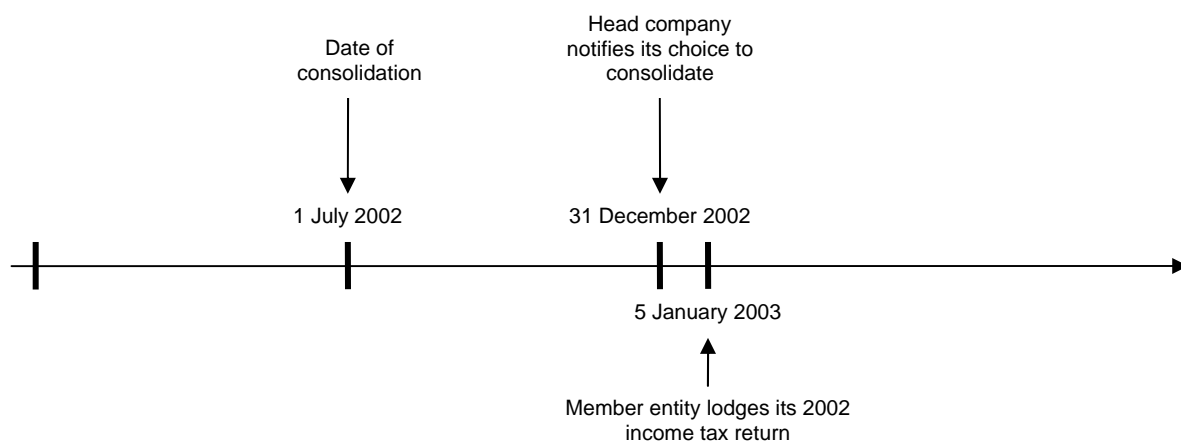 Date of
consolidation
Head company
notifies its choice to
consolidate
1 July 2002
31 December 2002
5 January 2003
Member entity lodges its 2002
income tax return